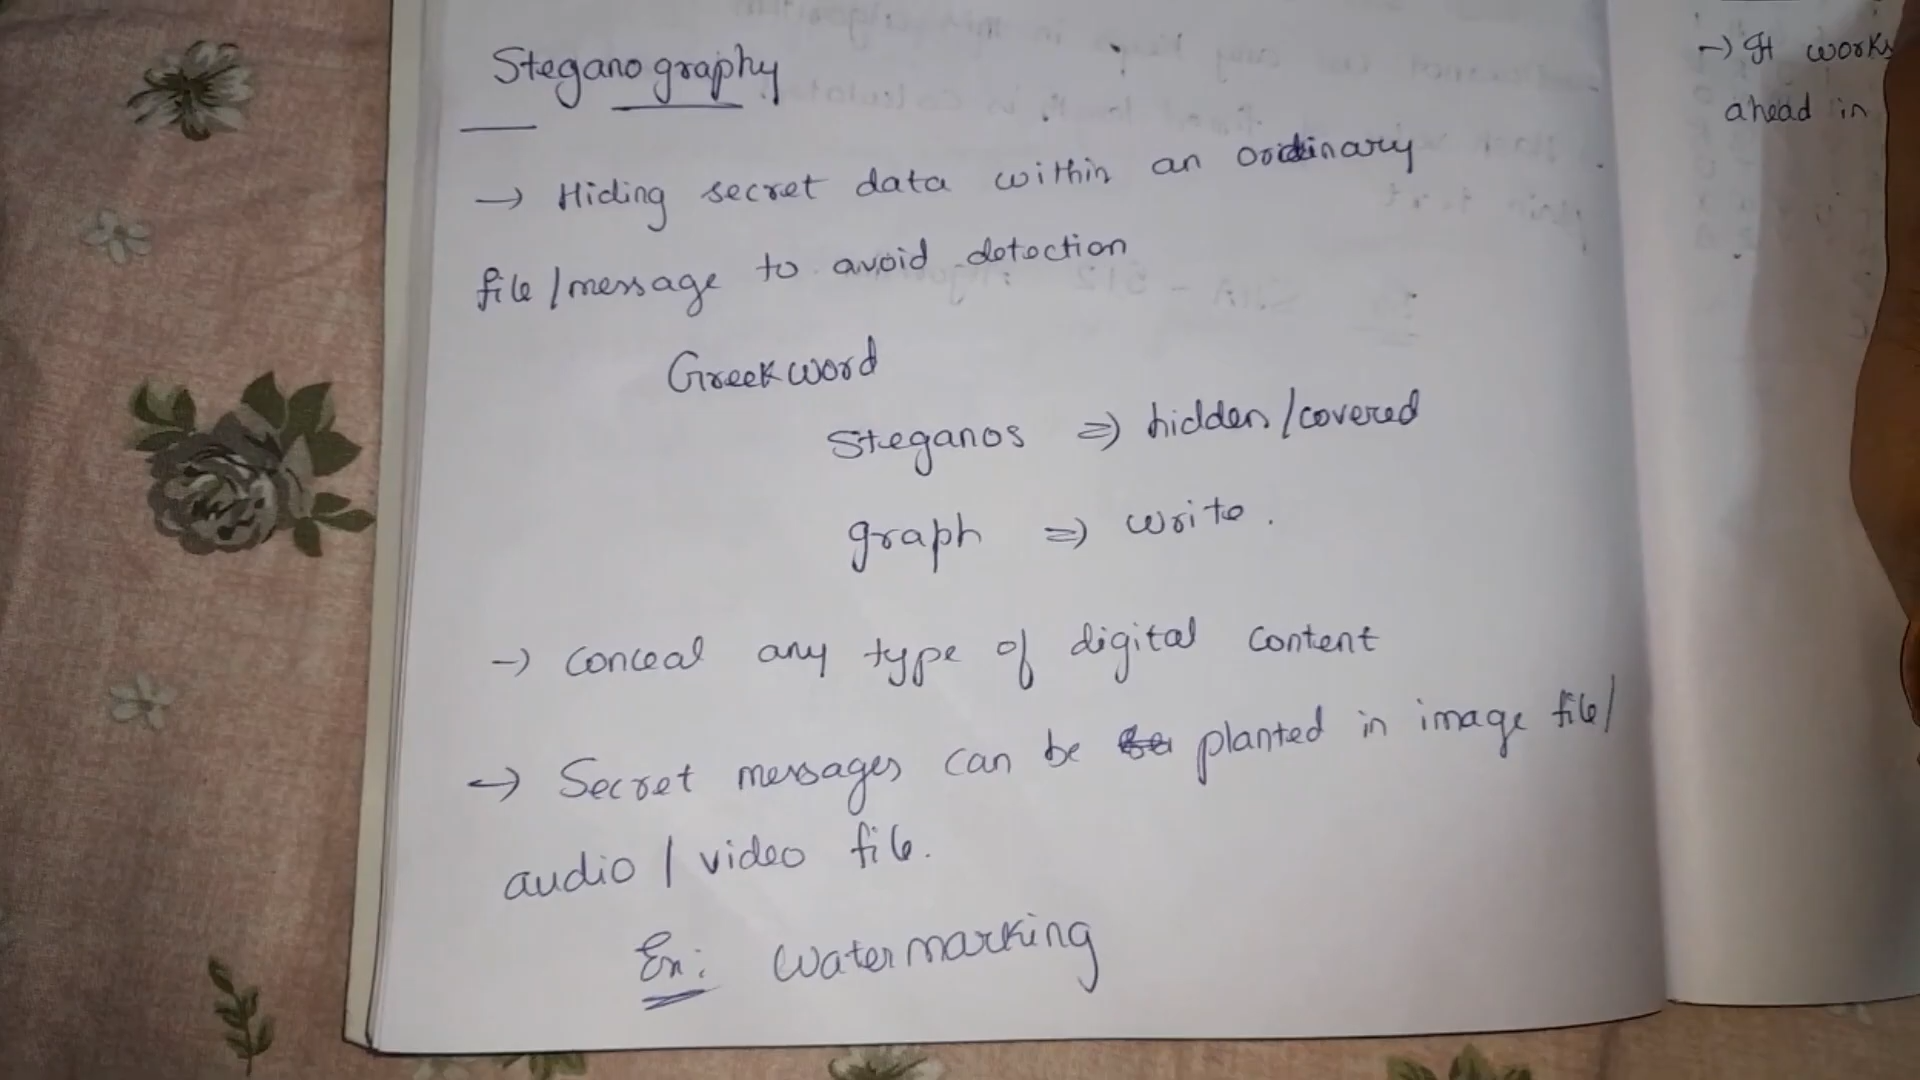 Steganography
→ Hiding secret data within an ordinary
file/message to avoid detection
Greek word
Steganos => hidden/covered
graph => write.
→ Conceal any type of digital content
→ Secret messages can be planted in image file/
audio/video file.
Ex: Watermarking
→ It works
ahead in